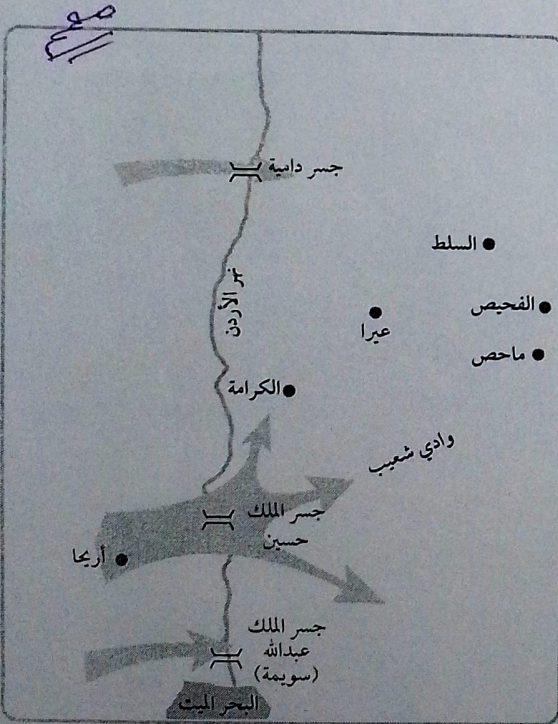 جسر دامية
السلط
نهر الأردن
الفحيص
عيرا
ماحص
الكرامة
وادي شعيب
جسر الملك
حسين
أريحا
جسر الملك
عبدالله
(سويمة)
البحر الميت